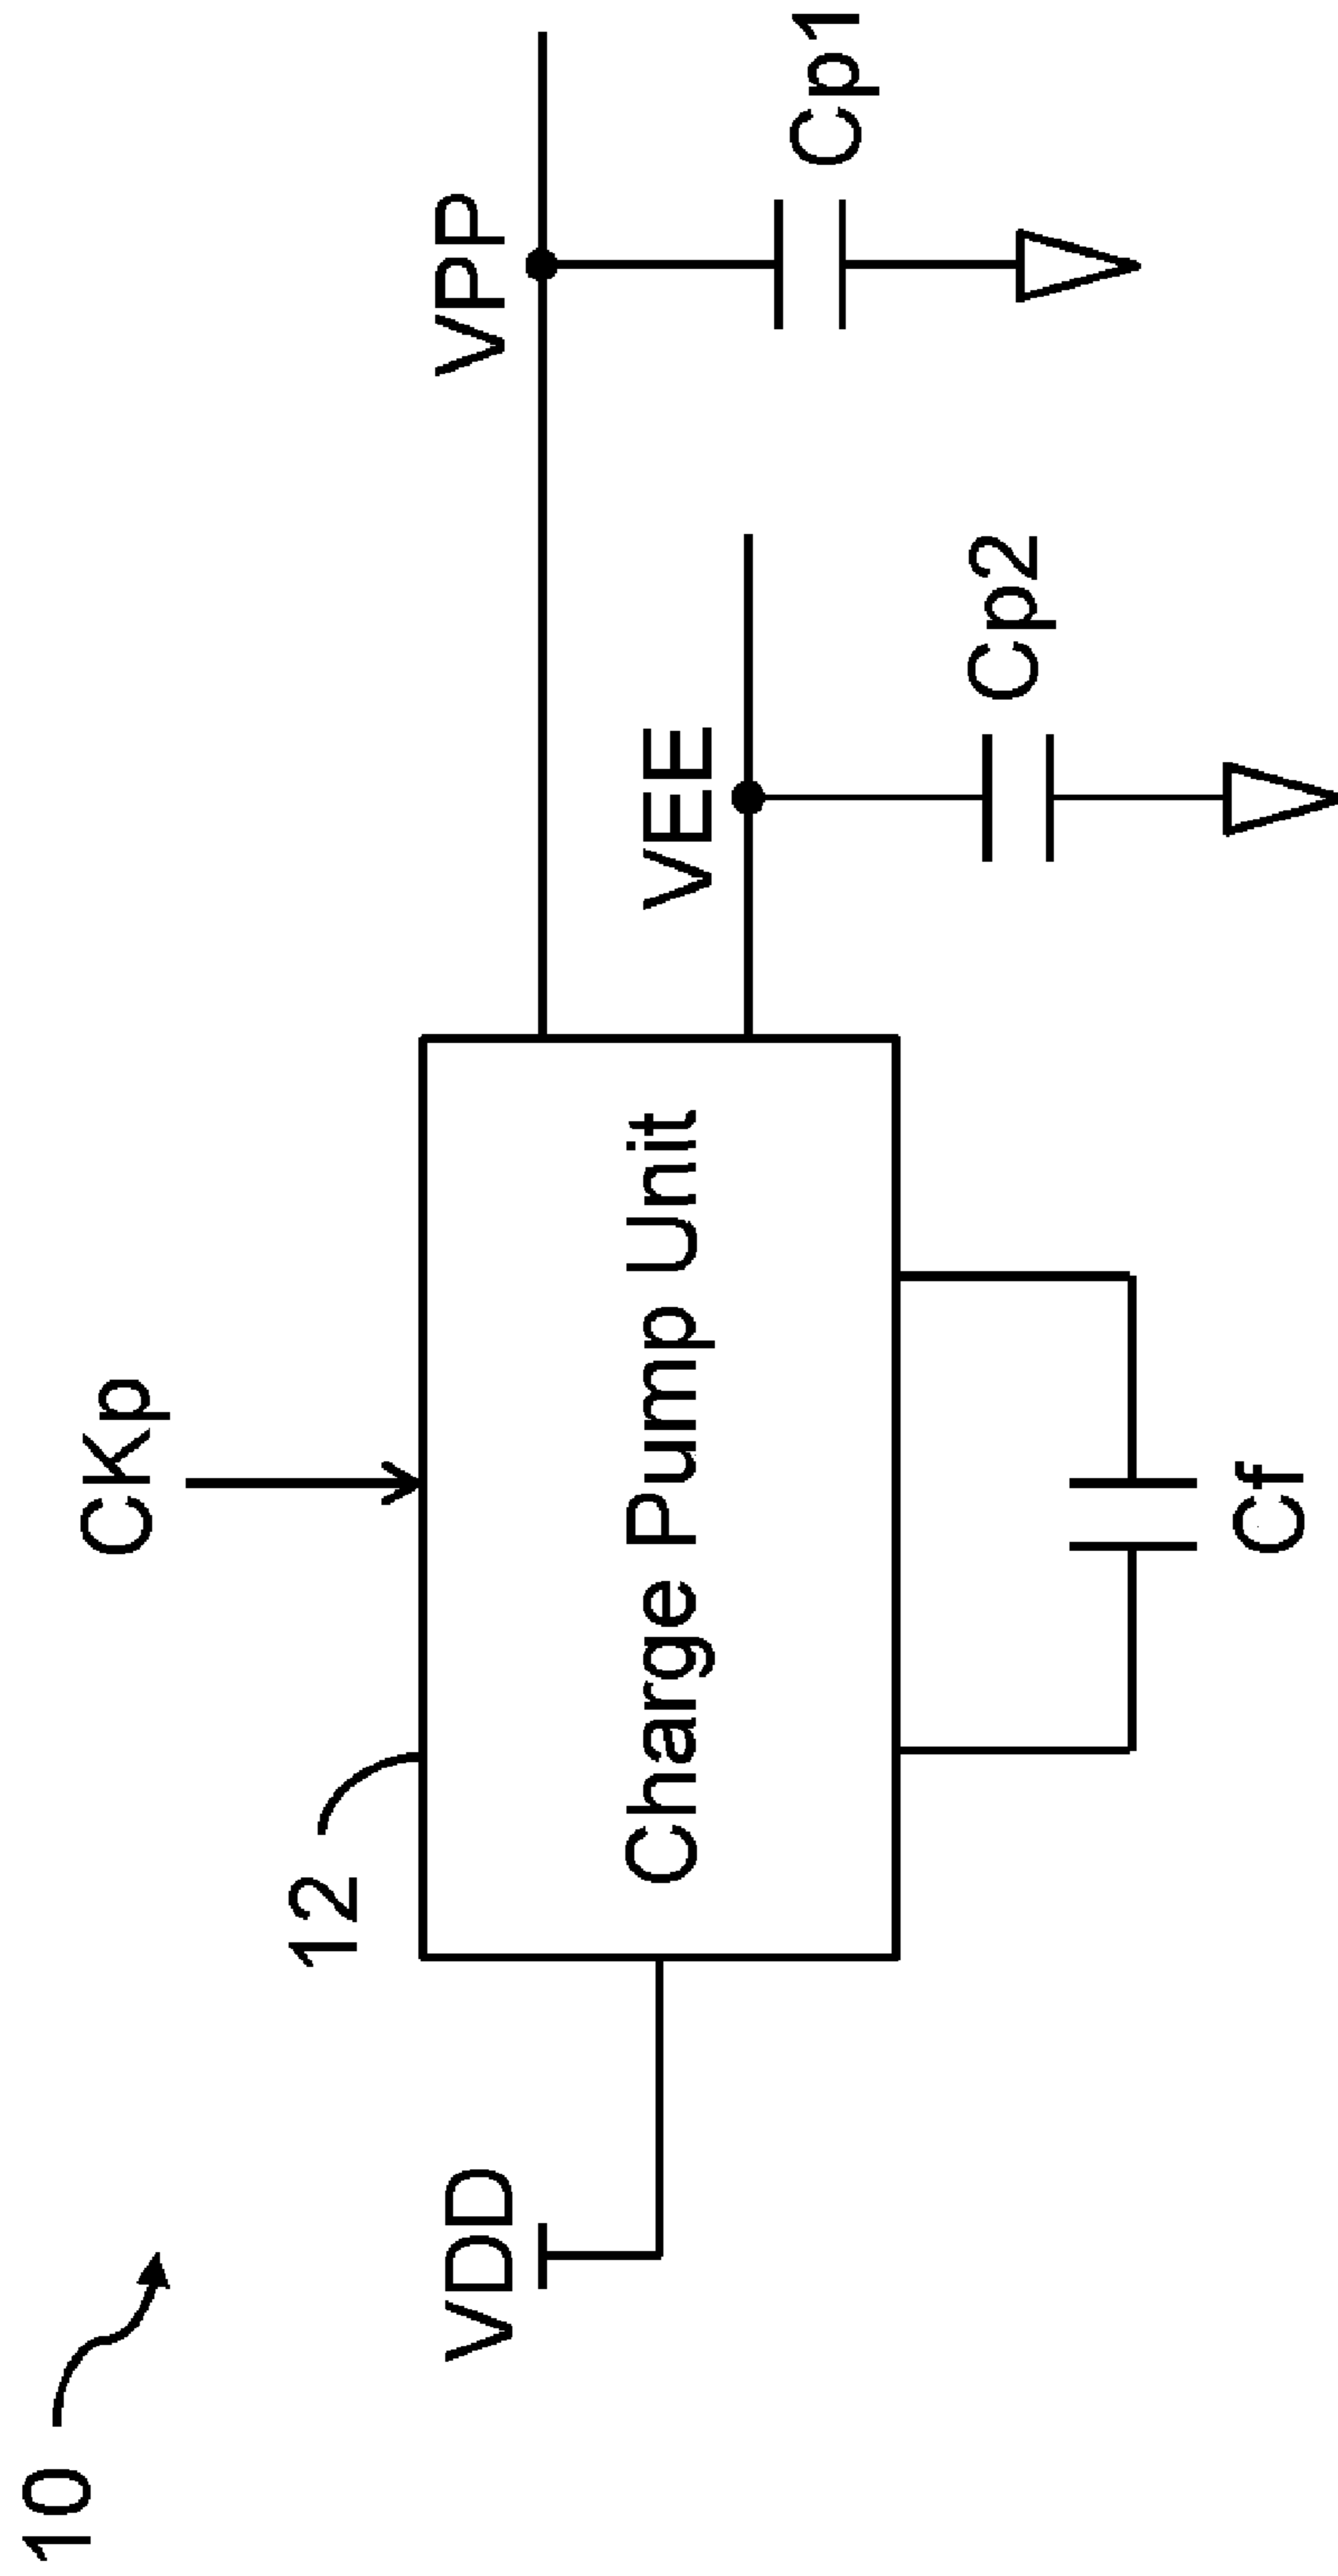 10
CKp
12
VDD
Charge Pump Unit
VPP
VEE
Cp1
Cp2
Cf